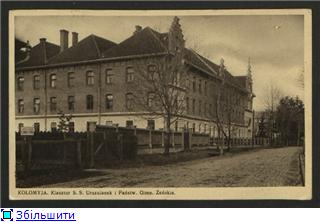 KOŁOMYJA. Klasztor S. S. Urszulanek i Państw. Gimn. Żeńskie.
Збільшити